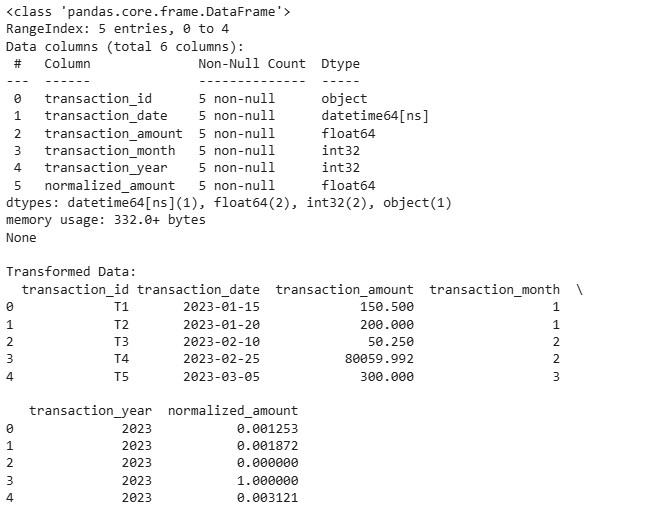 <class 'pandas.core.frame.DataFrame'>
RangeIndex: 5 entries, 0 to 4
Data columns (total 6 columns):
 #   Column              Non-Null Count  Dtype
---  ------              --------------  -----
 0   transaction_id      5 non-null      object
 1   transaction_date    5 non-null      datetime64[ns]
 2   transaction_amount  5 non-null      float64
 3   transaction_month   5 non-null      int32
 4   transaction_year    5 non-null      int32
 5   normalized_amount   5 non-null      float64
dtypes: datetime64[ns](1), float64(2), int32(2), object(1)
memory usage: 332.0+ bytes
None

Transformed Data:
  transaction_id transaction_date  transaction_amount  transaction_month  \
0             T1       2023-01-15             150.500                  1
1             T2       2023-01-20             200.000                  1
2             T3       2023-02-10              50.250                  2
3             T4       2023-02-25           80059.992                  2
4             T5       2023-03-05             300.000                  3

   transaction_year  normalized_amount
0              2023           0.001253
1              2023           0.001872
2              2023           0.000000
3              2023           1.000000
4              2023           0.003121